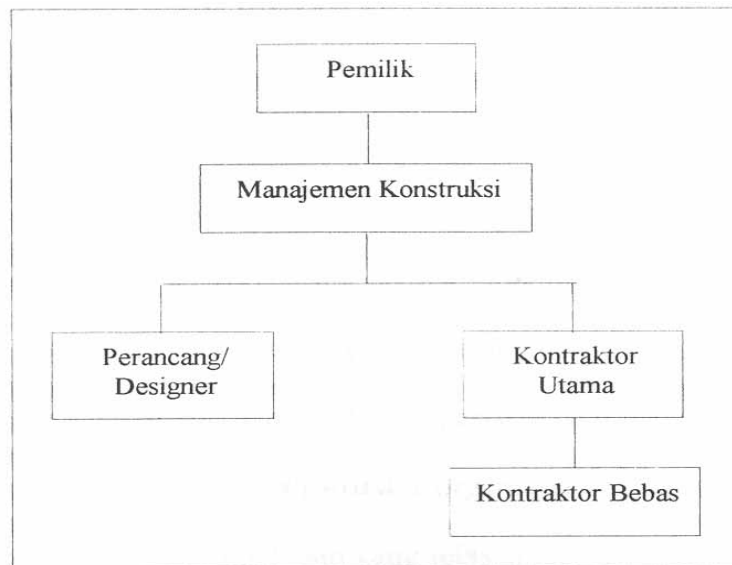 Pemilik
Manajemen Konstruksi
Perancang/
Designer
Kontraktor
Utama
Kontraktor Bebas